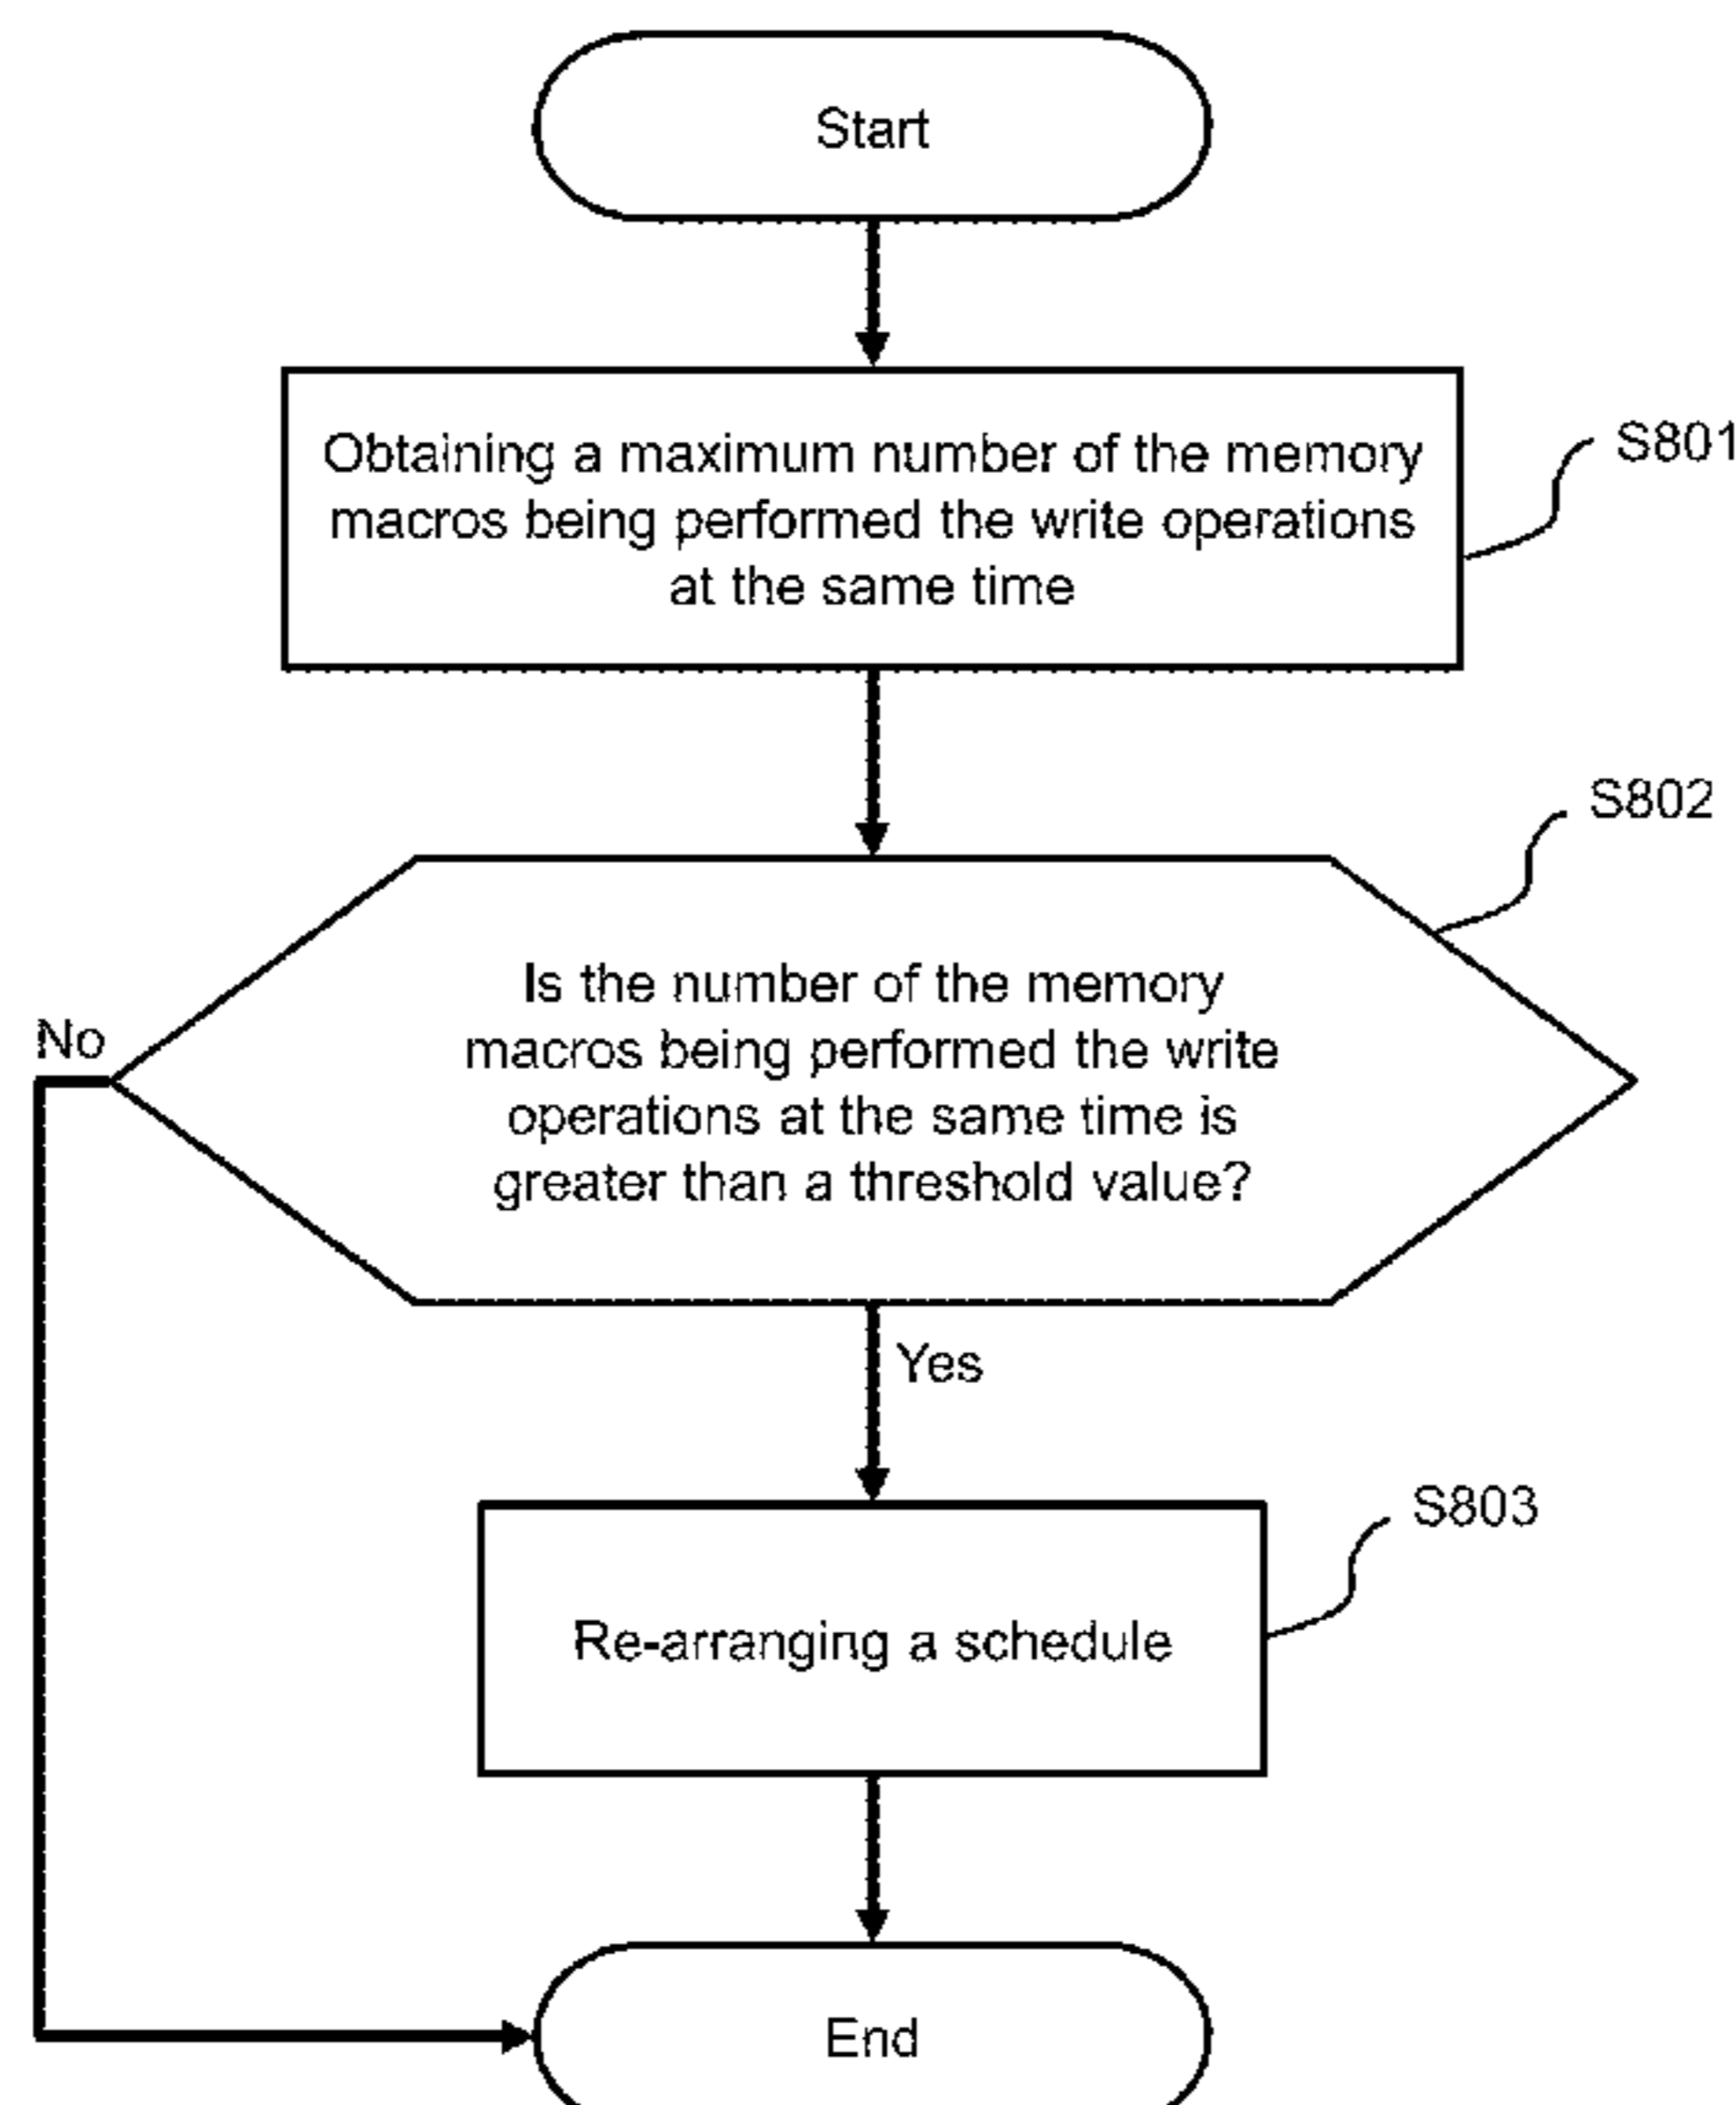 Start
Obtaining a maximum number of the memory
macros being performed the write operations
at the same time
S801
S802
Is the number of the memory
macros being performed the write
operations at the same time is
greater than a threshold value?
No
Yes
S803
Re-arranging a schedule
End